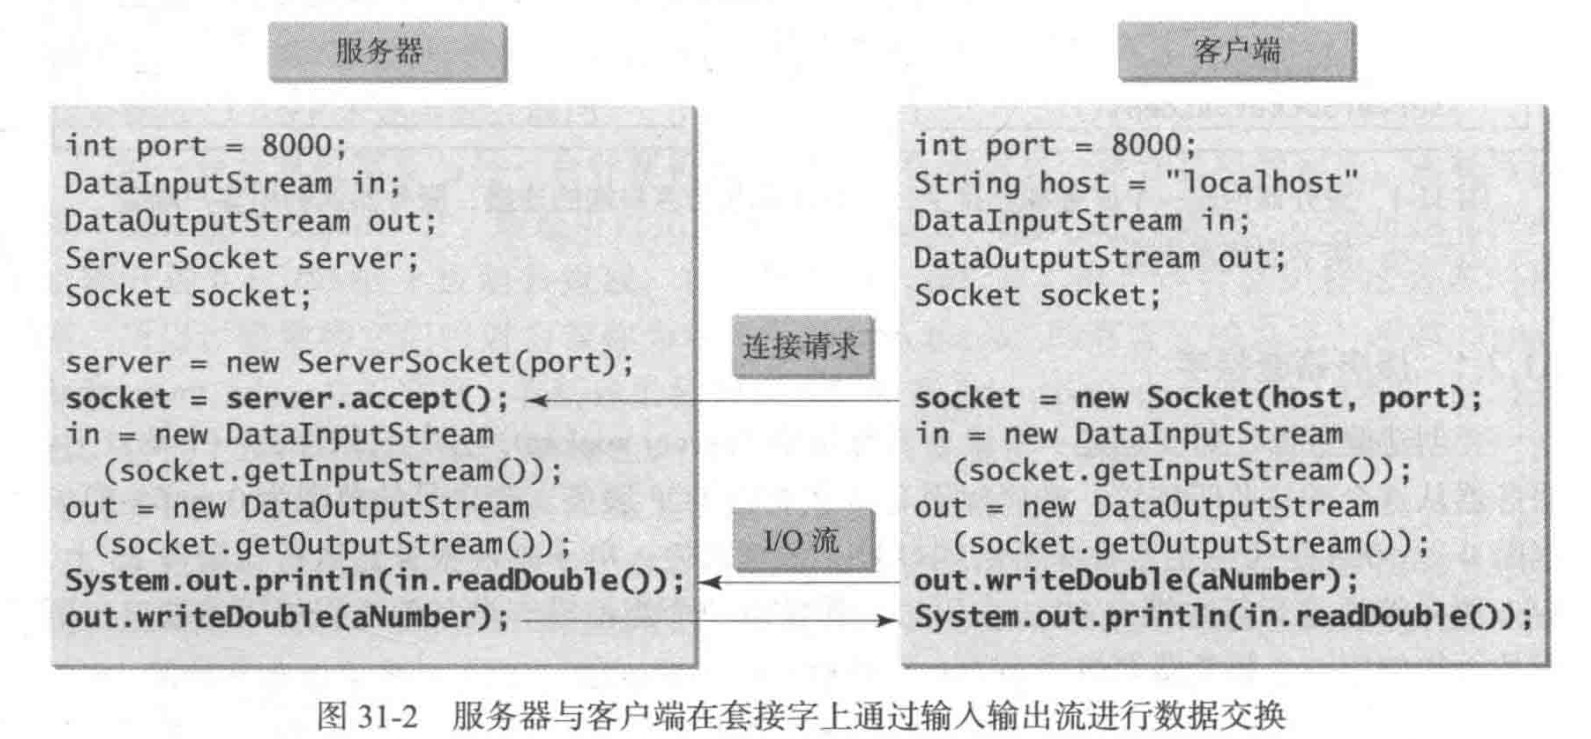 服务器
int port = 8000;
DataInputStream in;
DataOutputStream out;
ServerSocket server;
Socket socket;
server = new ServerSocket(port);
socket = server.accept();
in = new DataInputStream
(socket.getInputStream());
out = new DataOutputStream
(socket.getOutputStream());
System.out.println(in.readDouble());
out.writeDouble(aNumber);
连接请求
I/O 流
客户端
int port = 8000;
String host = "localhost"
DataInputStream in;
DataOutputStream out;
Socket socket;
socket = new Socket(host, port);
in = new DataInputStream
(socket.getInputStream());
out = new DataOutputStream
(socket.getOutputStream());
out.writeDouble(aNumber);
System.out.println(in.readDouble());
图 31-2 服务器与客户端在套接字上通过输入输出流进行数据交换